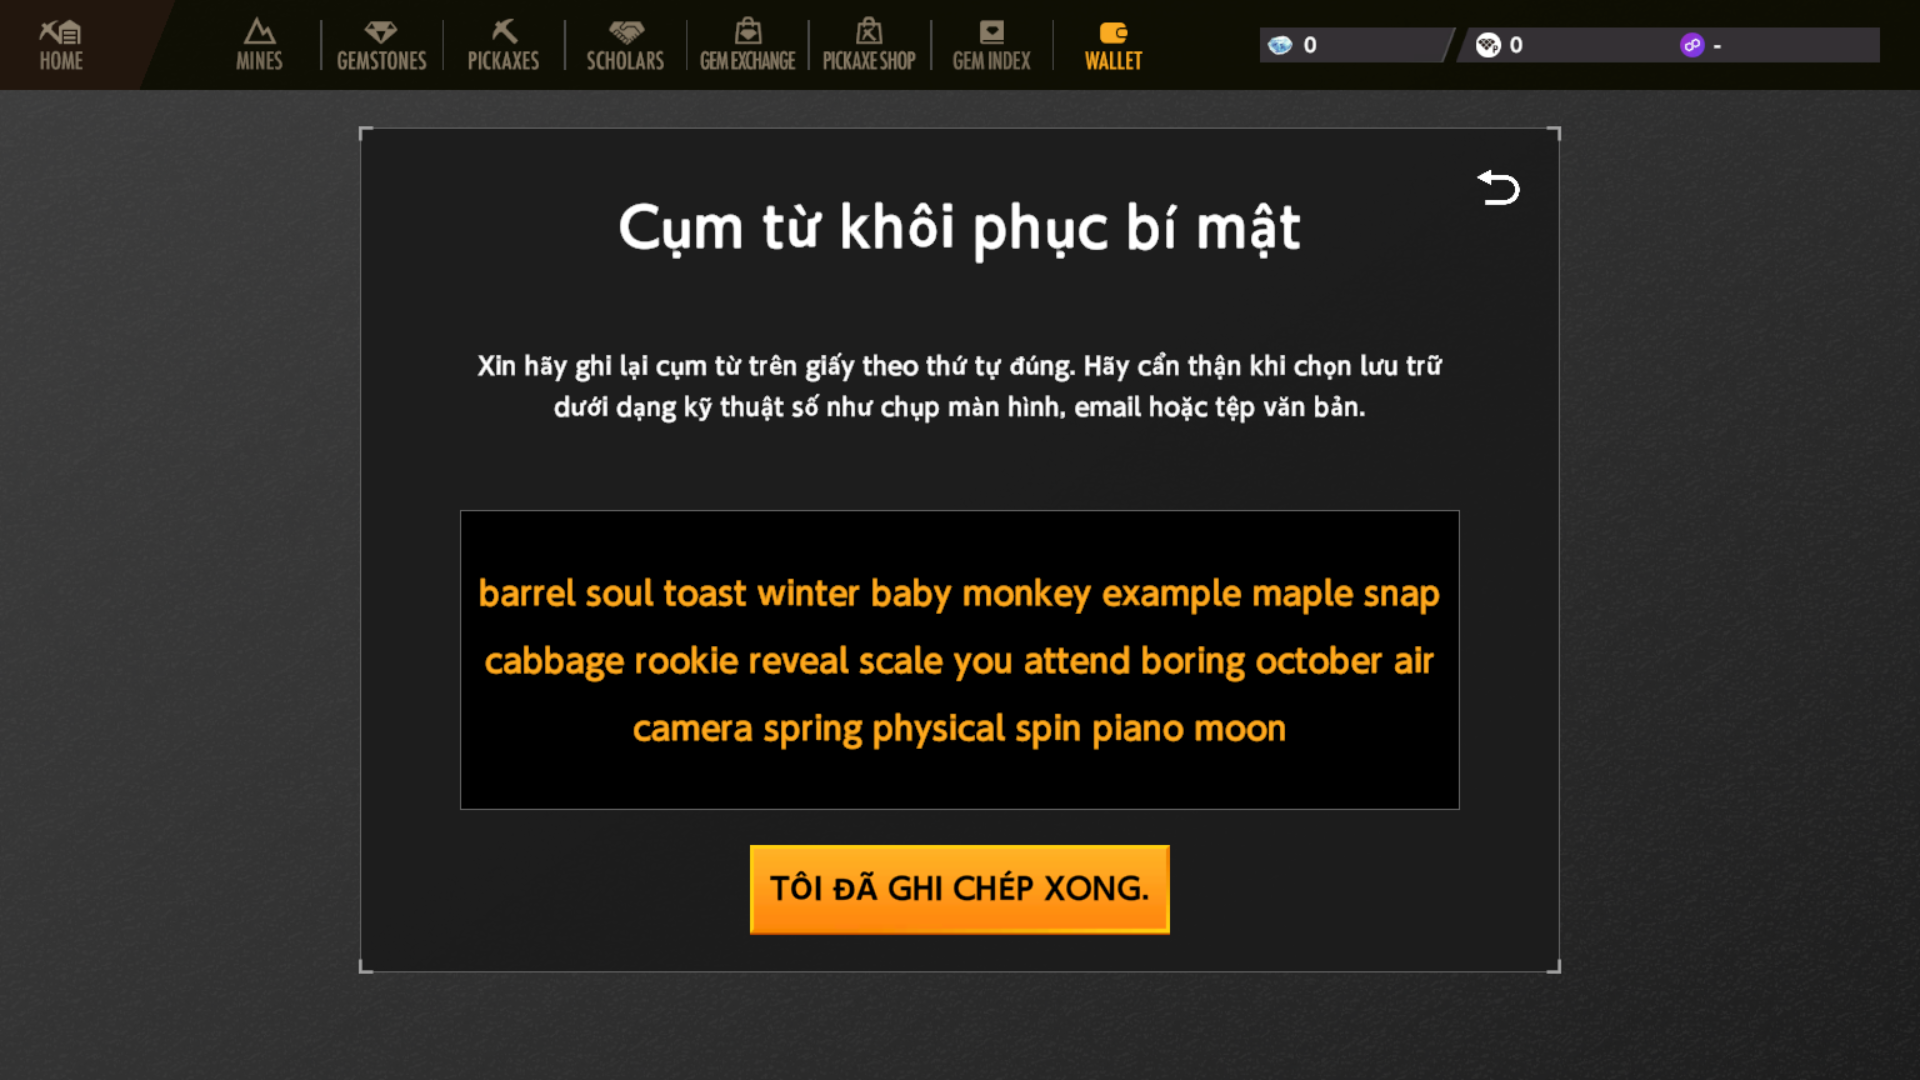 HOME
MINES
GEMSTONES
PICKAXES
SCHOLARS
GEM EXCHANGE
PICKAXE SHOP
GEM INDEX
WALLET
0
0
-
Cụm từ khôi phục bí mật
Xin hãy ghi lại cụm từ trên giấy theo thứ tự đúng. Hãy cẩn thận khi chọn lưu trữ
dưới dạng kỹ thuật số như chụp màn hình, email hoặc tệp văn bản.
barrel soul toast winter baby monkey example maple snap
cabbage rookie reveal scale you attend boring october air
camera spring physical spin piano moon
TÔI ĐÃ GHI CHÉP XONG.